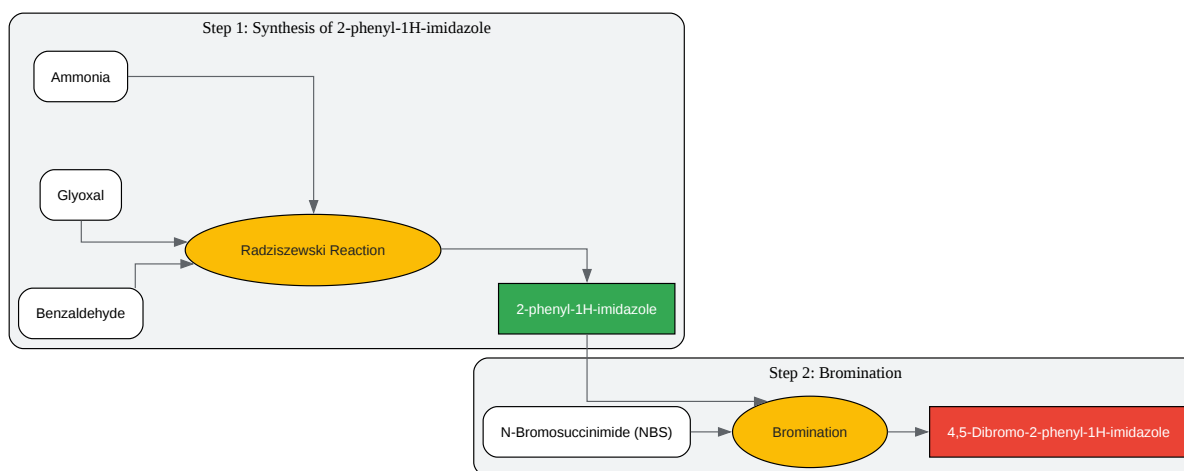 Step 1: Synthesis of 2-phenyl-1H-imidazole
Ammonia
Glyoxal
Radziszewski Reaction
Benzaldehyde
2-phenyl-1H-imidazole
Step 2: Bromination
N-Bromosuccinimide (NBS)
Bromination
4,5-Dibromo-2-phenyl-1H-imidazole